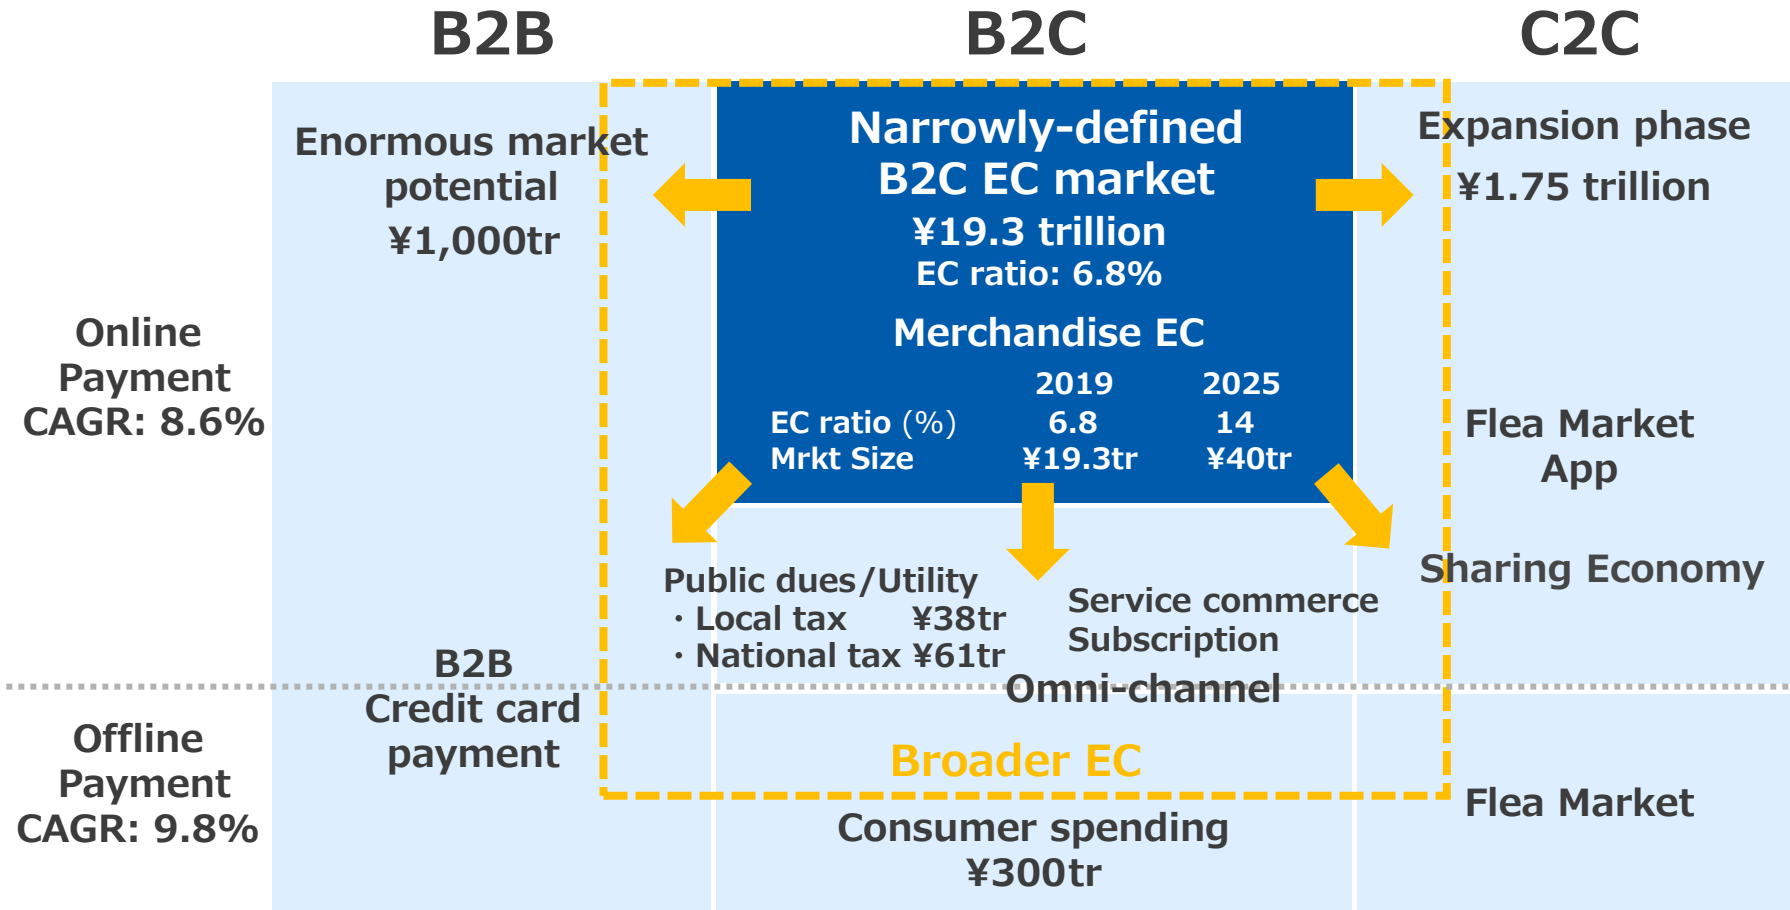 B2B B2C C2C
Enormous market
potential
¥1,000tr
Narrowly-defined
B2C EC market
¥19.3 trillion
EC ratio: 6.8%
Merchandise EC
2019 2025
EC ratio (%) 6.8 14
Mrkt Size ¥19.3tr ¥40tr
Expansion phase
¥1.75 trillion
Online
Payment
CAGR: 8.6%
Flea Market
App
Sharing Economy
Public dues/Utility
・Local tax ¥38tr
・National tax ¥61tr
Service commerce
Subscription
Omni-channel
B2B
Credit card
payment
Offline
Payment
CAGR: 9.8%
Broader EC
Consumer spending
¥300tr
Flea Market